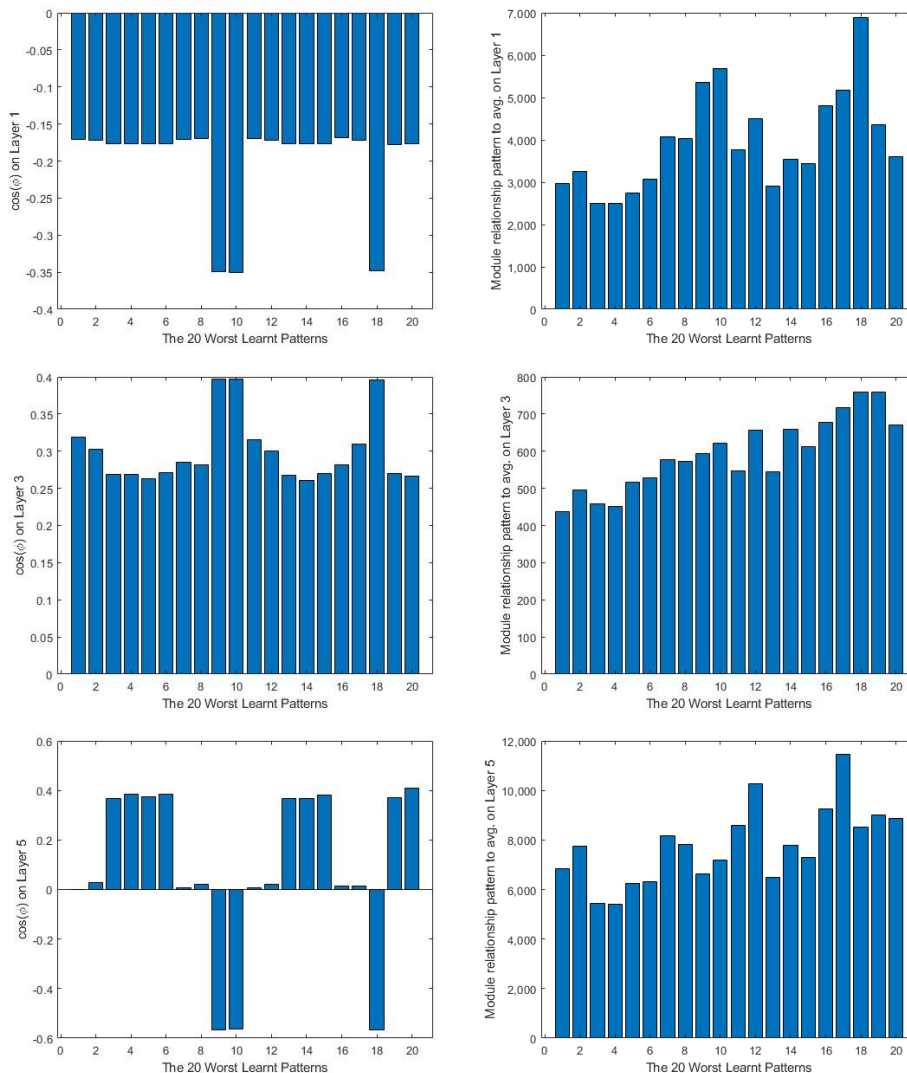 0
-0.05
-0.1
-0.15
-0.2
-0.25
-0.3
-0.35
-0.4
cos(ϕ) on Layer 1
0 2 4 6 8 10 12 14 16 18 20
The 20 Worst Learnt Patterns
7,000
6,000
5,000
4,000
3,000
2,000
1,000
0
Module relationship pattern to avg. on Layer 1
0 2 4 6 8 10 12 14 16 18 20
The 20 Worst Learnt Patterns
0.4
0.35
0.3
0.25
0.2
0.15
0.1
0.05
0
cos(ϕ) on Layer 3
0 2 4 6 8 10 12 14 16 18 20
The 20 Worst Learnt Patterns
800
700
600
500
400
300
200
100
0
Module relationship pattern to avg. on Layer 3
0 2 4 6 8 10 12 14 16 18 20
The 20 Worst Learnt Patterns
0.6
0.4
0.2
0
-0.2
-0.4
-0.6
cos(ϕ) on Layer 5
0 2 4 6 8 10 12 14 16 18 20
The 20 Worst Learnt Patterns
12,000
10,000
8,000
6,000
4,000
2,000
0
Module relationship pattern to avg. on Layer 5
0 2 4 6 8 10 12 14 16 18 20
The 20 Worst Learnt Patterns